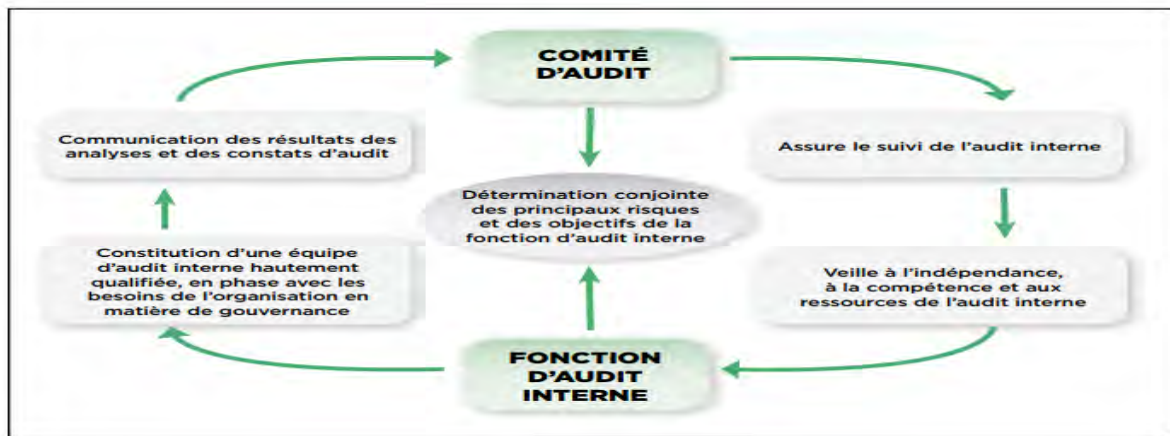 COMITÉ
D'AUDIT
Communication des résultats des
analyses et des constats d'audit
Assure le suivi de l'audit interne
Détermination conjointe
des principaux risques
et des objectifs de la
fonction d'audit interne
Constitution d'une équipe
d'audit interne hautement
qualifiée, en phase avec les
besoins de l'organisation en
matière de gouvernance
Veille à l'indépendance,
à la compétence et aux
ressources de l'audit interne
FONCTION
D'AUDIT
INTERNE